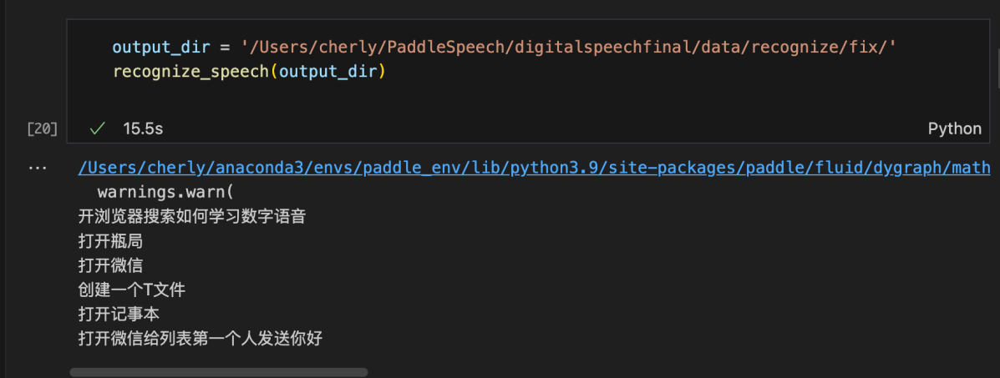 output_dir = '/Users/cherly/PaddleSpeech/digitalspeechfinal/data/recognize/fix/'
recognize_speech(output_dir)
[20] ✓ 15.5s Python
... /Users/cherly/anaconda3/envs/paddle_env/lib/python3.9/site-packages/paddle/fluid/dygraph/math
warnings.warn(
开浏览器搜索如何学习数字语音
打开瓶局
打开微信
创建一个T文件
打开记事本
打开微信给列表第一个人发送你好